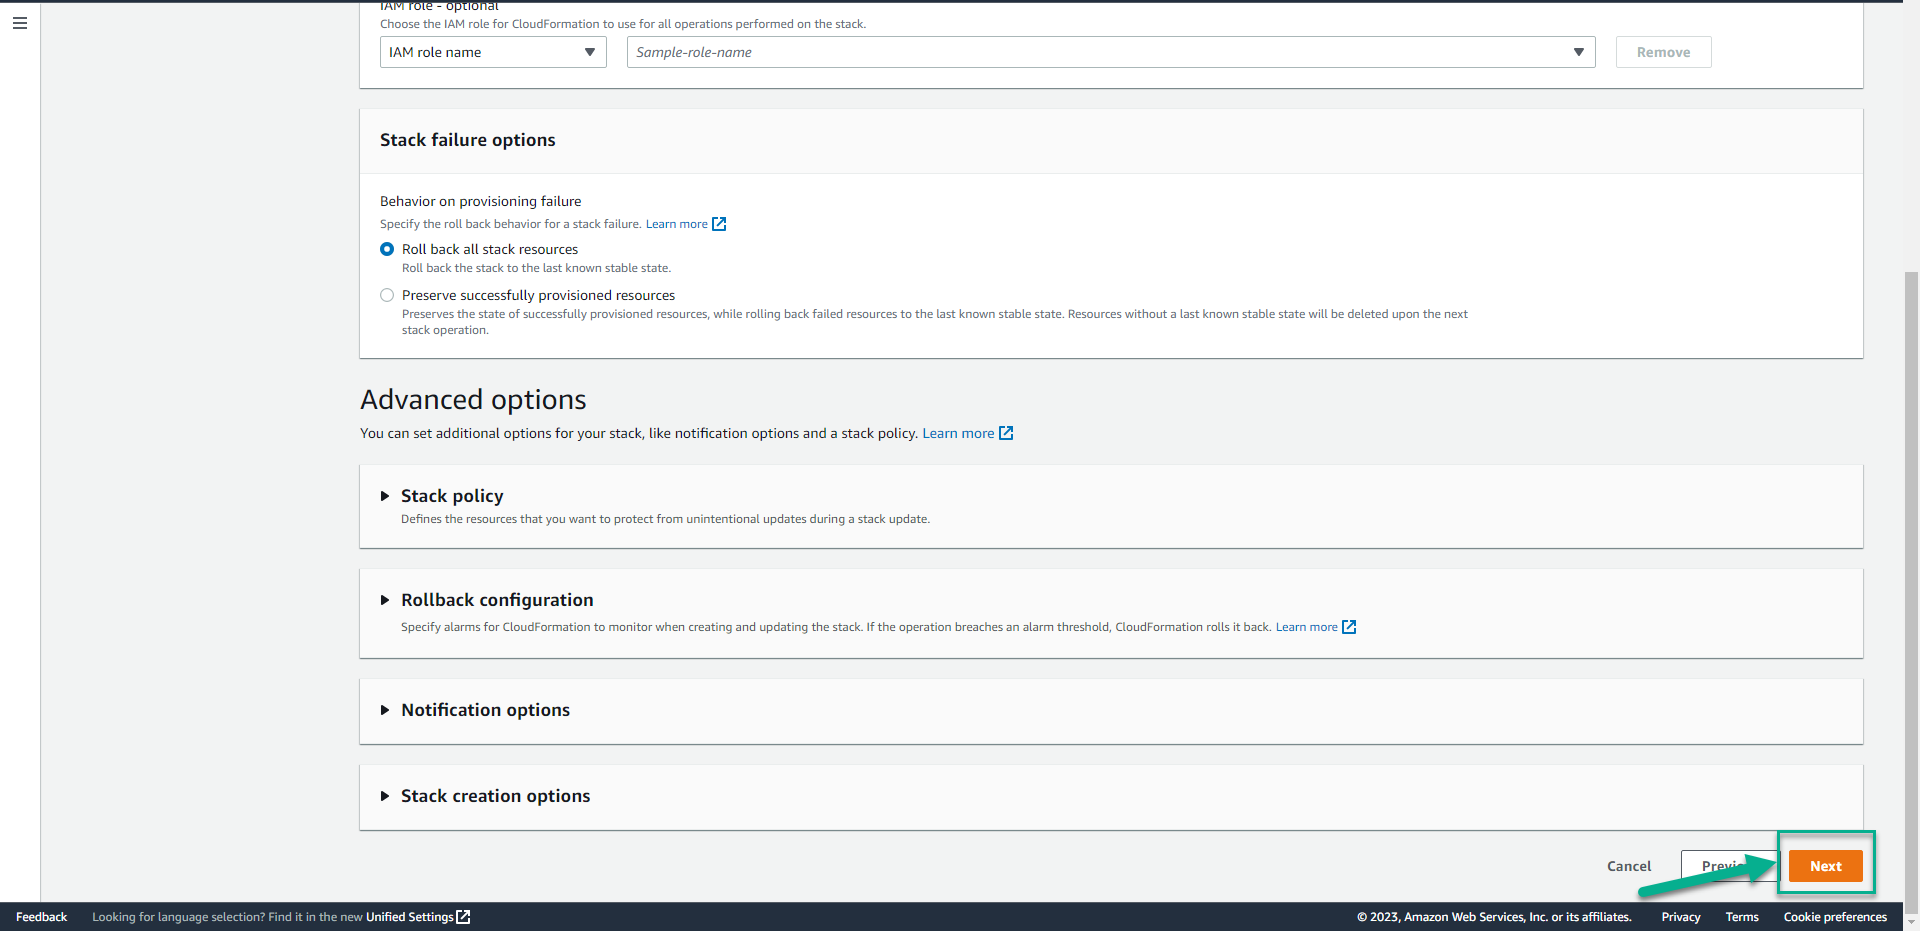 IAM role - optional
Choose the IAM role for CloudFormation to use for all operations performed on the stack.
IAM role name
Sample-role-name
Remove
Stack failure options
Behavior on provisioning failure
Specify the roll back behavior for a stack failure. Learn more
Roll back all stack resources
Roll back the stack to the last known stable state.
Preserve successfully provisioned resources
Preserves the state of successfully provisioned resources, while rolling back failed resources to the last known stable state. Resources without a last known stable state will be deleted upon the next
stack operation.
Advanced options
You can set additional options for your stack, like notification options and a stack policy. Learn more
Stack policy
Defines the resources that you want to protect from unintentional updates during a stack update.
Rollback configuration
Specify alarms for CloudFormation to monitor when creating and updating the stack. If the operation breaches an alarm threshold, CloudFormation rolls it back. Learn more
Notification options
Stack creation options
Cancel
Next
Feedback
Looking for language selection? Find it in the new Unified Settings
© 2023, Amazon Web Services, Inc. or its affiliates.
Privacy
Terms
Cookie preferences